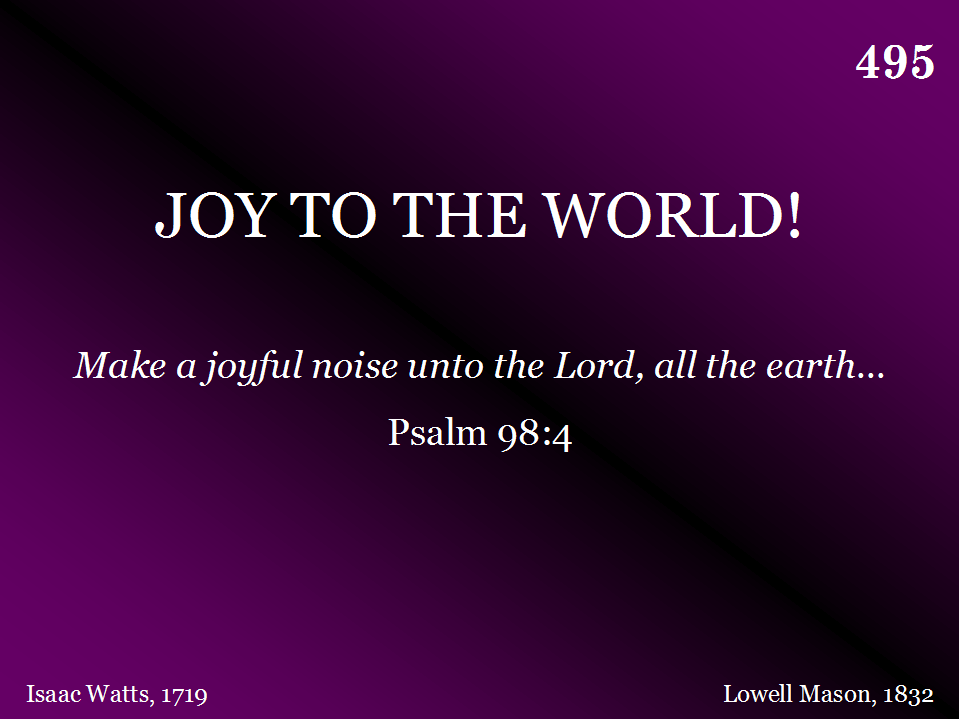 495
JOY TO THE WORLD!
Make a joyful noise unto the Lord, all the earth...
Psalm 98:4
Isaac Watts, 1719
Lowell Mason, 1832